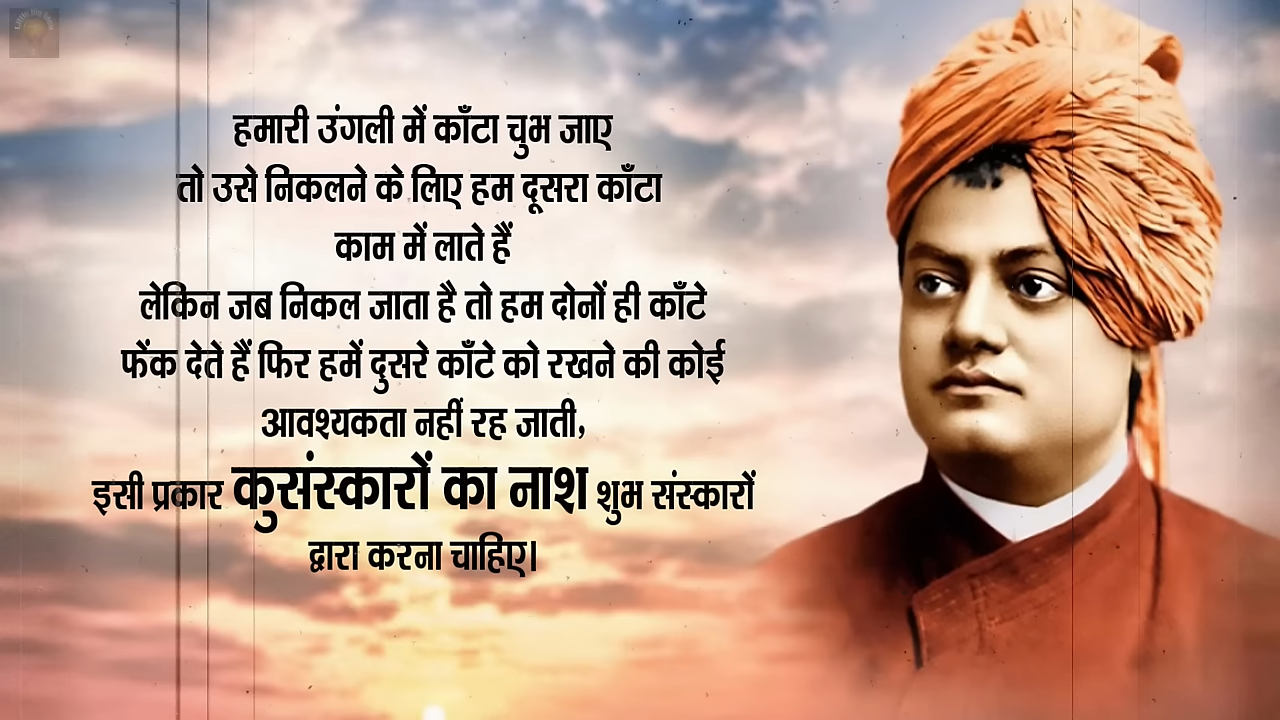 हमारी उंगली में काँटा चुभ जाए
तो उसे निकलने के लिए हम दूसरा काँटा
काम में लाते हैं
लेकिन जब निकल जाता है तो हम दोनों ही काँटे
फेंक देते हैं फिर हमें दुसरे काँटे को रखने की कोई
आवश्यकता नहीं रह जाती,
इसी प्रकार कुसंस्कारों का नाश शुभ संस्कारों
द्वारा करना चाहिए।